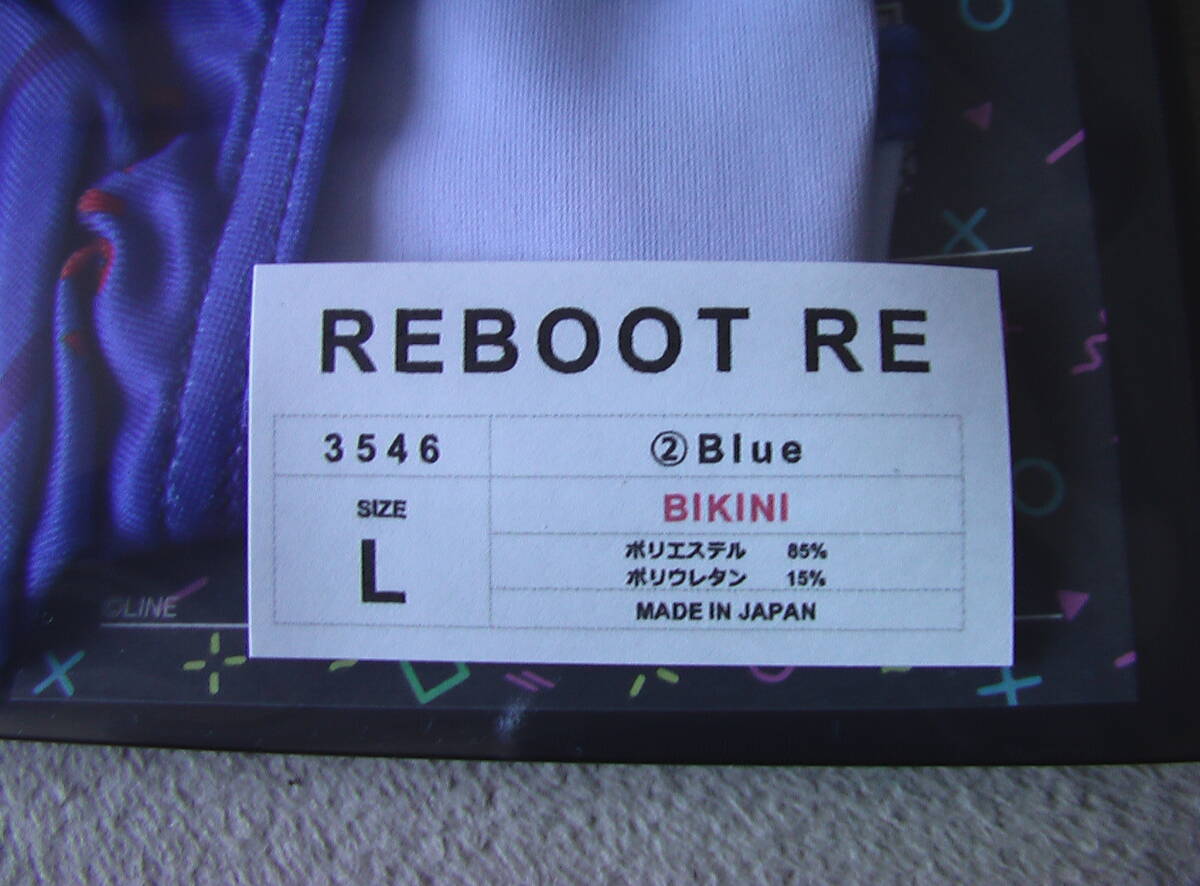 REBOOT RE
3546
②Blue
SIZE
L
BIKINI
ポリエステル 85%
ポリウレタン 15%
MADE IN JAPAN
LINE